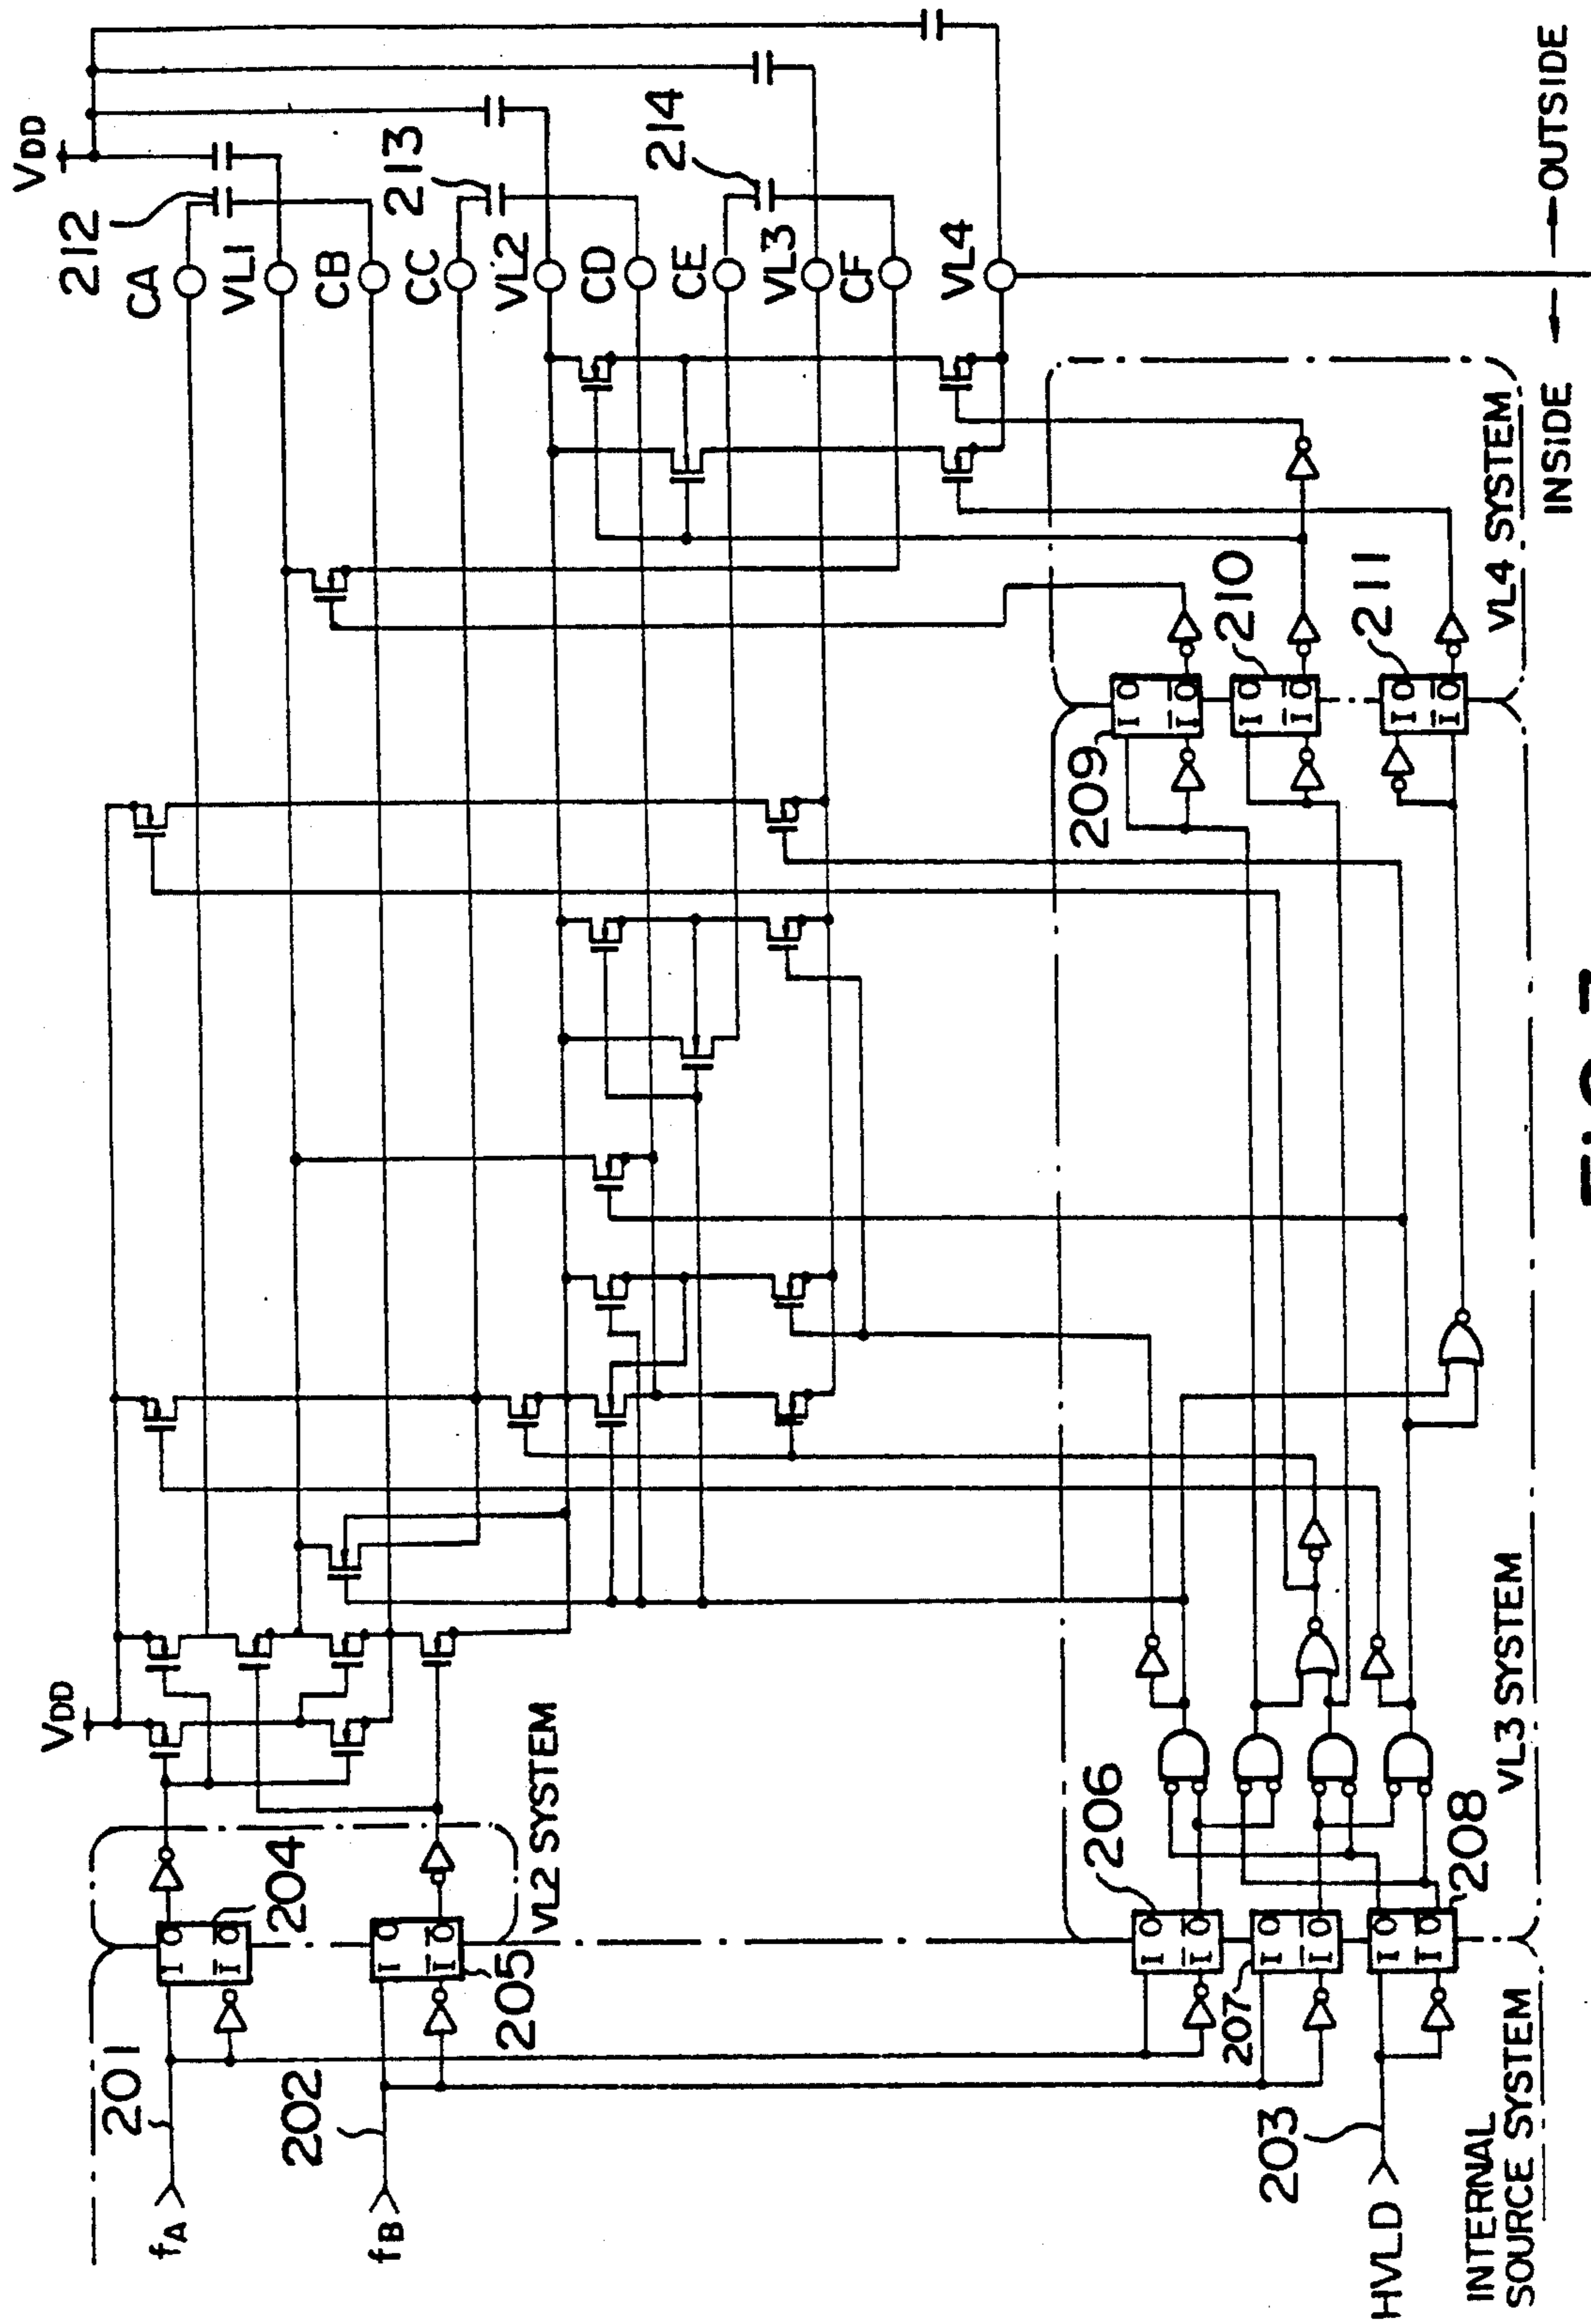 VDD
VDD
201
fA
I O
Ī Ō
204
212
CA
VL1
CB
202
fB
I O
Ī Ō
205
VL2 SYSTEM
213
CC
VL2
CD
214
CE
VL3
CF
VL4
206
I O
Ī Ō
207
I O
Ī Ō
203
HVLD
I O
Ī Ō
208
209
I O
Ī Ō
210
I O
Ī Ō
211
I O
Ī Ō
INTERNAL
SOURCE SYSTEM
VL3 SYSTEM
VL4 SYSTEM
INSIDE
OUTSIDE